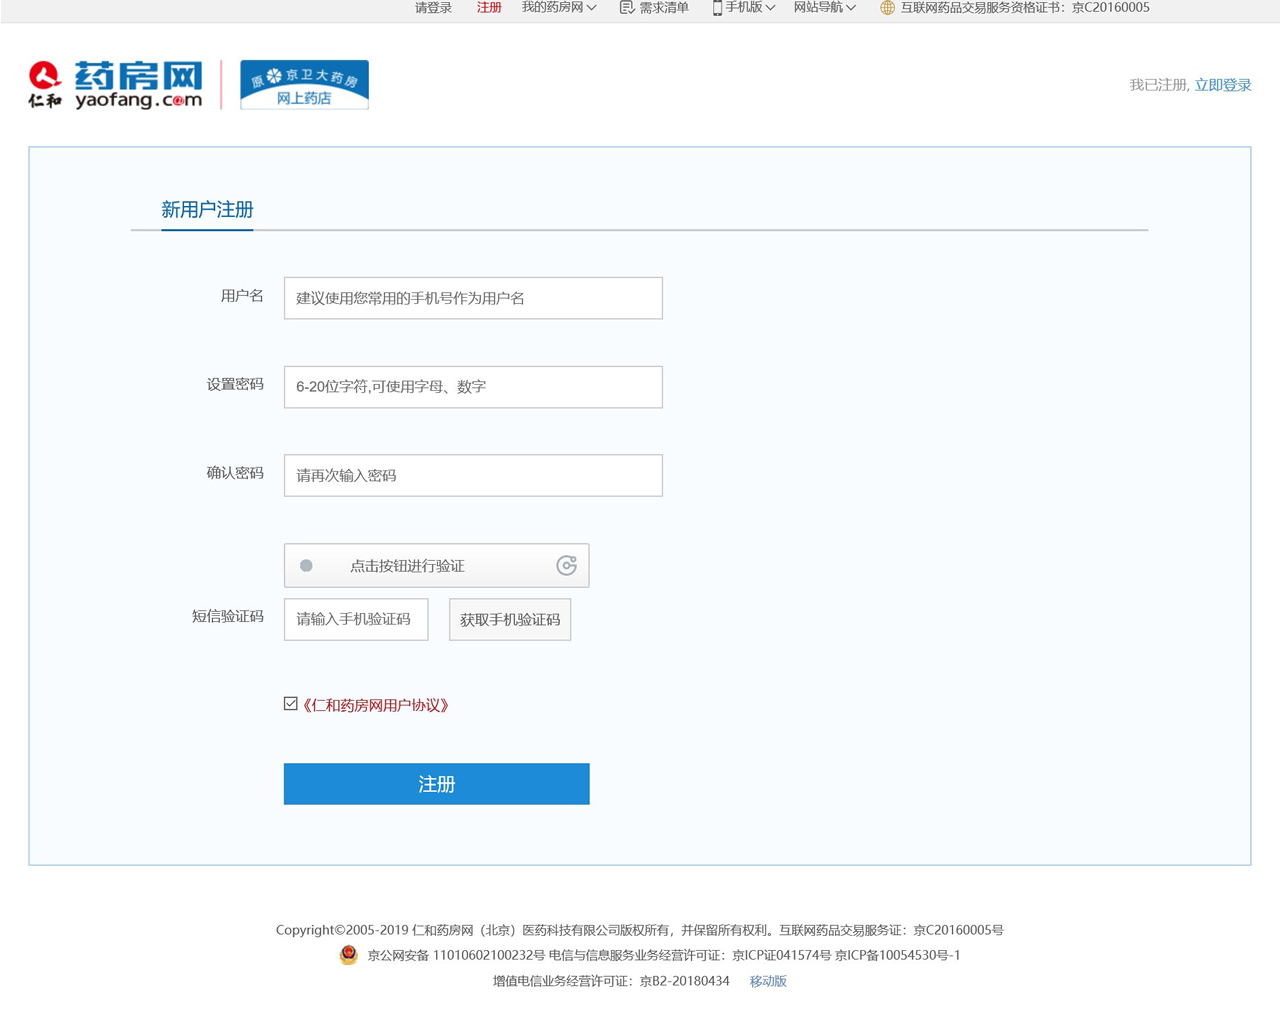 请登录 注册 我的药房网 需求清单 手机版 网站导航 互联网药品交易服务资格证书：京C20160005
仁和 药房网 yaofang.c@m
原 京卫大药房
网上药店
我已注册, 立即登录
新用户注册
用户名 建议使用您常用的手机号作为用户名
设置密码 6-20位字符,可使用字母、数字
确认密码 请再次输入密码
点击按钮进行验证
短信验证码 请输入手机验证码 获取手机验证码
《仁和药房网用户协议》
注册
Copyright©2005-2019 仁和药房网（北京）医药科技有限公司版权所有，并保留所有权利。互联网药品交易服务证：京C20160005号
京公网安备 11010602100232号 电信与信息服务业务经营许可证：京ICP证041574号 京ICP备10054530号-1
增值电信业务经营许可证：京B2-20180434 移动版